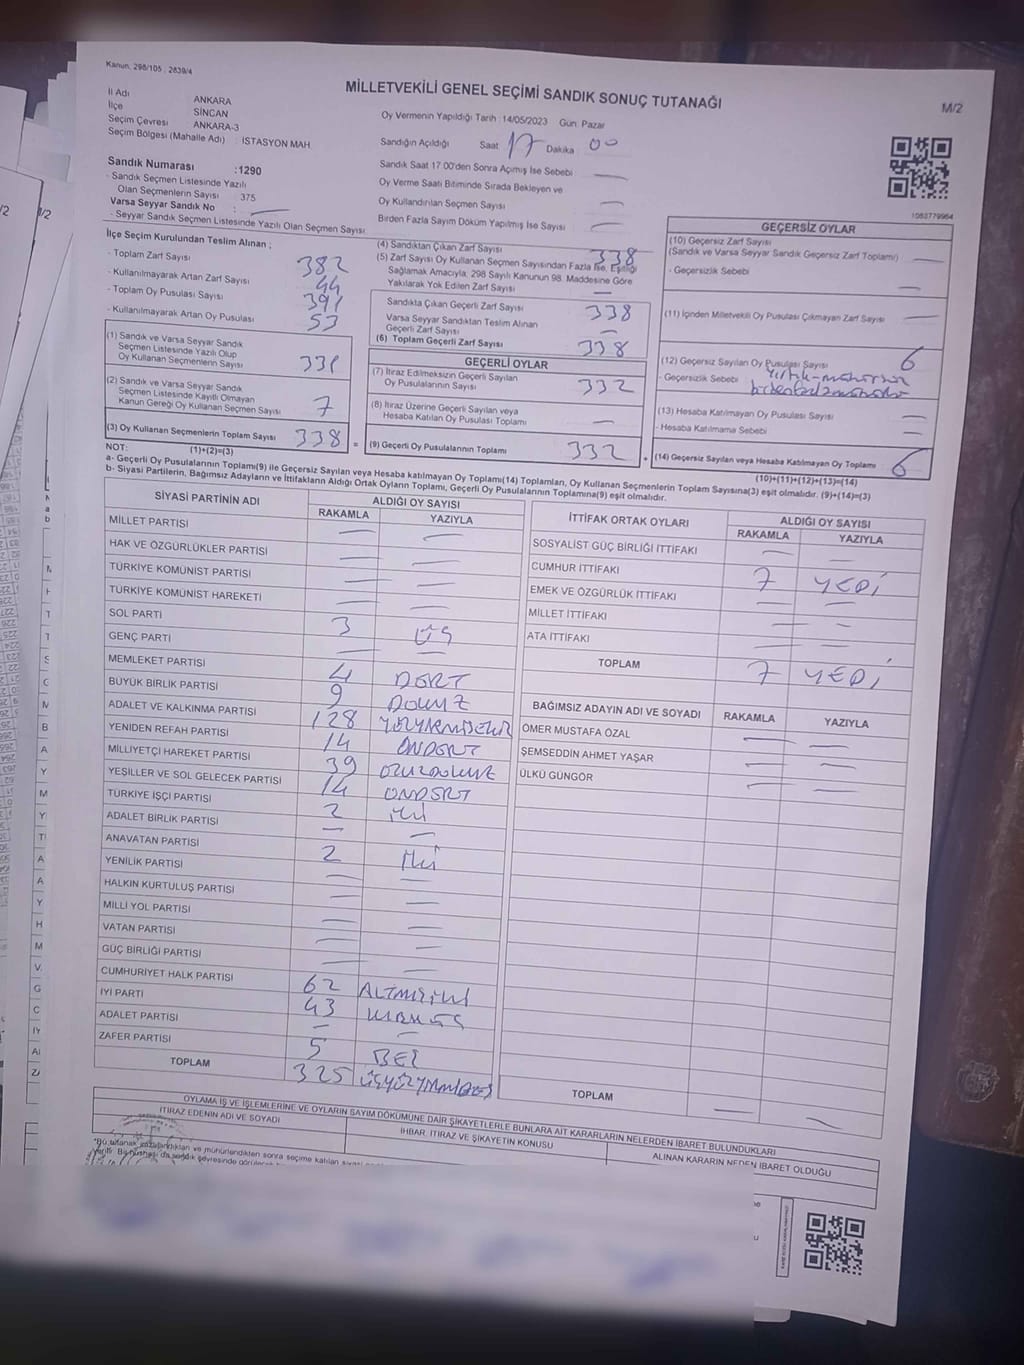 Kanun, 298/105 ; 2839/4
MİLLETVEKİLİ GENEL SEÇİMİ SANDIK SONUÇ TUTANAĞI
M/2
İl Adı ANKARA
İlçe SİNCAN
Seçim Çevresi ANKARA-3
Seçim Bölgesi (Mahalle Adı) : İSTASYON MAH.
Oy Vermenin Yapıldığı Tarih : 14/05/2023 Gün: Pazar
Sandığın Açıldığı Saat 17 Dakika 00
Sandık Saat 17.00'den Sonra Açımış İse Sebebi —
Oy Verme Saati Bitiminde Sırada Bekleyen ve
Oy Kullandırılan Seçmen Sayısı —
Birden Fazla Sayım Döküm Yapılmış İse Sayısı —
Sandık Numarası :1290
- Sandık Seçmen Listesinde Yazılı
Olan Seçmenlerin Sayısı 375
Varsa Seyyar Sandık No : —
- Seyyar Sandık Seçmen Listesinde Yazılı Olan Seçmen Sayısı:
1083779964
İlçe Seçim Kurulundan Teslim Alınan ;
- Toplam Zarf Sayısı 382
- Kullanılmayarak Artan Zarf Sayısı 44
- Toplam Oy Pusulası Sayısı 391
- Kullanılmayarak Artan Oy Pusulası 53
(1) Sandık ve Varsa Seyyar Sandık
Seçmen Listesinde Yazılı Olup
Oy Kullanan Seçmenlerin Sayısı 331
(2) Sandık ve Varsa Seyyar Sandık
Seçmen Listesinde Kayıtlı Olmayan
Kanun Gereği Oy Kullanan Seçmen Sayısı 7
(3) Oy Kullanan Seçmenlerin Toplam Sayısı 338 =
(4) Sandıktan Çıkan Zarf Sayısı 338
(5) Zarf Sayısı Oy Kullanan Seçmen Sayısından Fazla İse, Eşitliği
Sağlamak Amacıyla, 298 Sayılı Kanunun 98. Maddesine Göre
Yakılarak Yok Edilen Zarf Sayısı —
Sandıkta Çıkan Geçerli Zarf Sayısı 338
Varsa Seyyar Sandıktan Teslim Alınan
Geçerli Zarf Sayısı —
(6) Toplam Geçerli Zarf Sayısı 338
GEÇERLİ OYLAR
(7) İtiraz Edilmeksizin Geçerli Sayılan
Oy Pusulalarının Sayısı 332
(8) İtiraz Üzerine Geçerli Sayılan veya
Hesaba Katılan Oy Pusulası Toplamı —
(9) Geçerli Oy Pusulalarının Toplamı 332 +
GEÇERSİZ OYLAR
(10) Geçersiz Zarf Sayısı
(Sandık ve Varsa Seyyar Sandık Geçersiz Zarf Toplamı) —
- Geçersizlik Sebebi —
(11) İçinden Milletvekili Oy Pusulası Çıkmayan Zarf Sayısı —
(12) Geçersiz Sayılan Oy Pusulası Sayısı 6
- Geçersizlik Sebebi
(13) Hesaba Katılmayan Oy Pusulası Sayısı —
- Hesaba Katılmama Sebebi —
(14) Geçersiz Sayılan veya Hesaba Katılmayan Oy Toplamı 6
NOT: (1)+(2)=(3)
(10)+(11)+(12)+(13)=(14)
a- Geçerli Oy Pusulalarının Toplamı(9) ile Geçersiz Sayılan veya Hesaba katılmayan Oy Toplamı(14) Toplamları, Oy Kullanan Seçmenlerin Toplam Sayısına(3) eşit olmalıdır. (9)+(14)=(3)
b- Siyasi Partilerin, Bağımsız Adayların ve İttifakların Aldığı Ortak Oyların Toplamı, Geçerli Oy Pusulalarının Toplamına(9) eşit olmalıdır.
SİYASİ PARTİNİN ADI ALDIĞI OY SAYISI
RAKAMLA YAZIYLA
MİLLET PARTİSİ — —
HAK VE ÖZGÜRLÜKLER PARTİSİ — —
TÜRKİYE KOMÜNİST PARTİSİ — —
TÜRKİYE KOMÜNİST HAREKETİ — —
SOL PARTİ — —
GENÇ PARTİ 3 ÜÇ
MEMLEKET PARTİSİ — —
BÜYÜK BİRLİK PARTİSİ 4 DÖRT
ADALET VE KALKINMA PARTİSİ 9 DOKUZ
YENİDEN REFAH PARTİSİ 128 YÜZYİRMİSEKİZ
MİLLİYETÇİ HAREKET PARTİSİ 14 ONDÖRT
YEŞİLLER VE SOL GELECEK PARTİSİ 39 OTUZDOKUZ
TÜRKİYE İŞÇİ PARTİSİ 14 ONDÖRT
ADALET BİRLİK PARTİSİ 2 iki
ANAVATAN PARTİSİ — —
YENİLİK PARTİSİ 2 iki
HALKIN KURTULUŞ PARTİSİ — —
MİLLİ YOL PARTİSİ — —
VATAN PARTİSİ — —
GÜÇ BİRLİĞİ PARTİSİ — —
CUMHURİYET HALK PARTİSİ — —
İYİ PARTİ 62 ALTMIŞİKİ
ADALET PARTİSİ 43 KIRKÜÇ
ZAFER PARTİSİ — —
5 BEŞ
TOPLAM 325 ÜÇYÜZYİRMİBEŞ
İTTİFAK ORTAK OYLARI ALDIĞI OY SAYISI
RAKAMLA YAZIYLA
SOSYALİST GÜÇ BİRLİĞİ İTTİFAKI — —
CUMHUR İTTİFAKI 7 YEDİ
EMEK VE ÖZGÜRLÜK İTTİFAKI — —
MİLLET İTTİFAKI — —
ATA İTTİFAKI — —
TOPLAM 7 YEDİ
BAĞIMSIZ ADAYIN ADI VE SOYADI RAKAMLA YAZIYLA
ÖMER MUSTAFA ÖZAL — —
ŞEMSEDDİN AHMET YAŞAR — —
ÜLKÜ GÜNGÖR — —
TOPLAM — —
OYLAMA İŞ VE İŞLEMLERİNE VE OYLARIN SAYIM DÖKÜMÜNE DAİR ŞİKAYETLERLE BUNLARA AİT KARARLARIN NELERDEN İBARET BULUNDUKLARI
İTİRAZ EDENİN ADI VE SOYADI
İHBAR, İTİRAZ VE ŞİKAYETİN KONUSU
ALINAN KARARIN NEDEN İBARET OLDUĞU